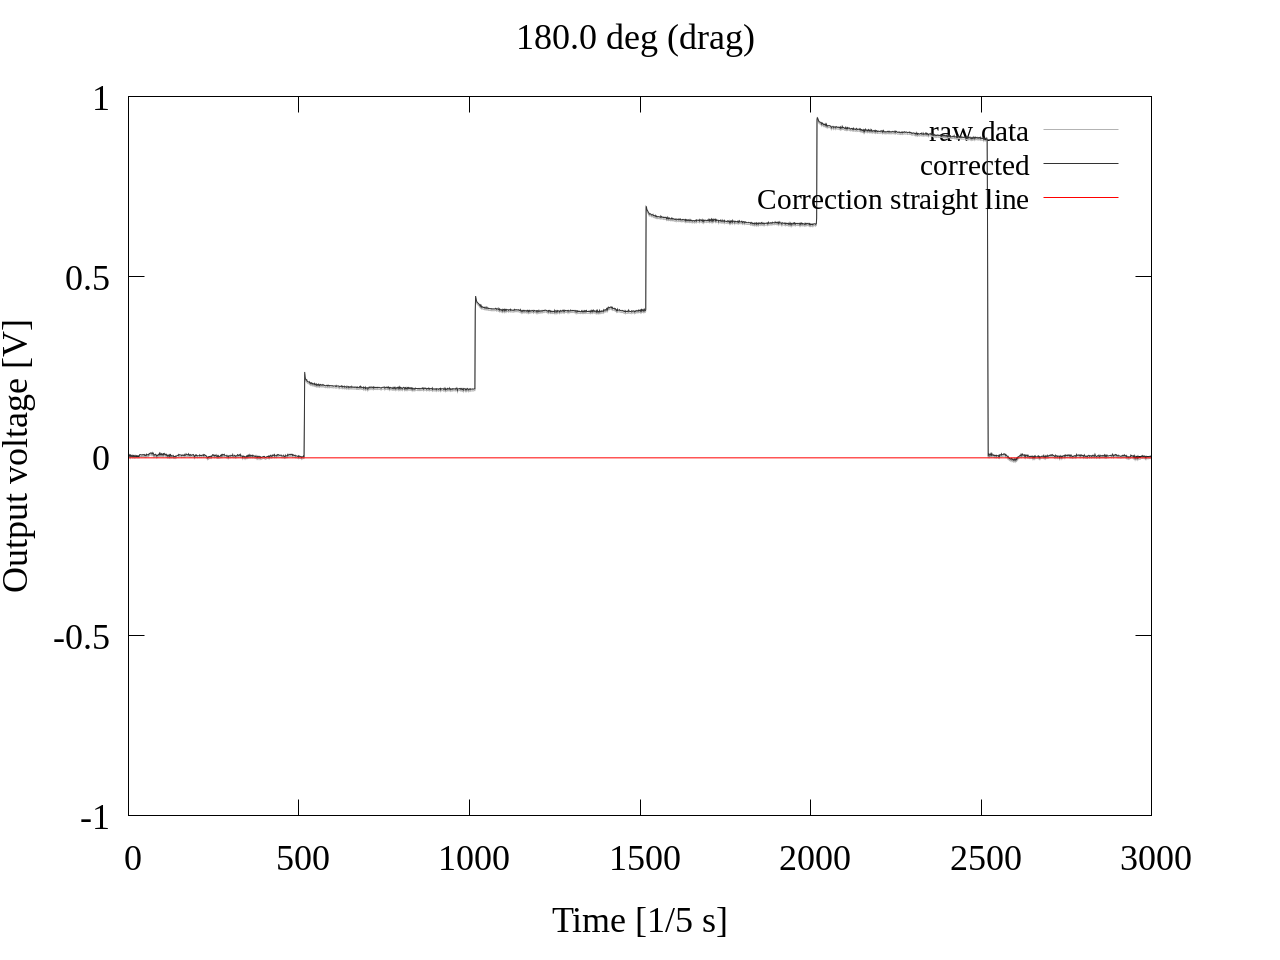 180.0 deg (drag)
1
0.5
0
-0.5
-1
raw data
corrected
Correction straight line
Output voltage [V]
0 500 1000 1500 2000 2500 3000
Time [1/5 s]